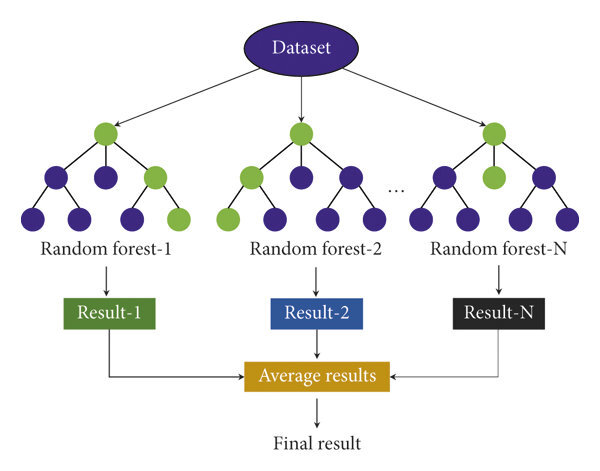 Dataset
...
Random forest-1
Random forest-2
Random forest-N
Result-1
Result-2
Result-N
Average results
Final result